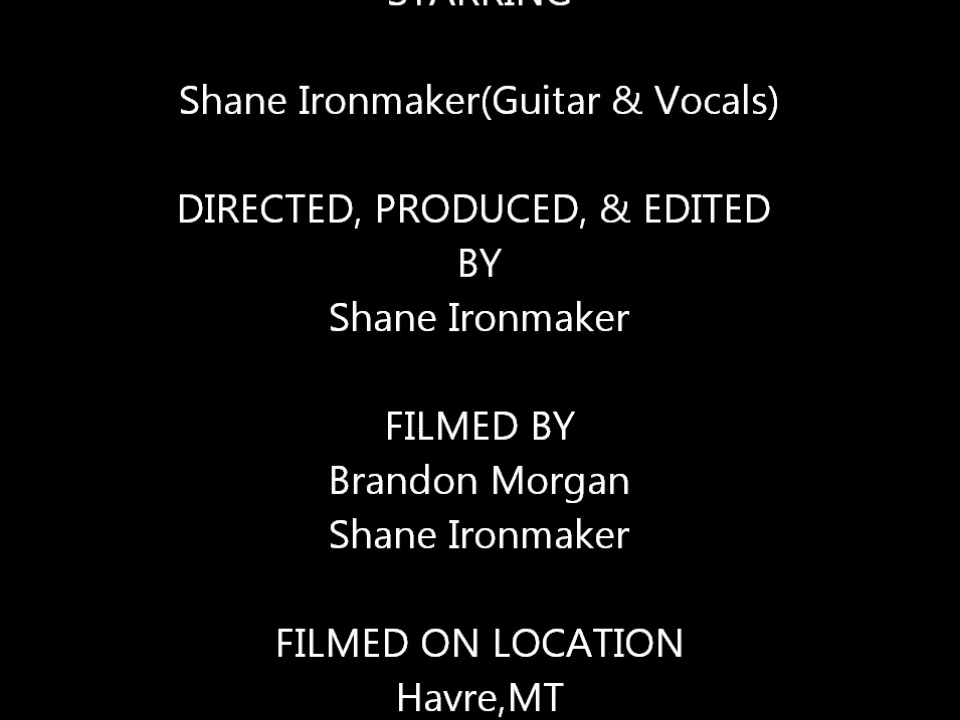 STARRING
Shane Ironmaker(Guitar & Vocals)
DIRECTED, PRODUCED, & EDITED
BY
Shane Ironmaker
FILMED BY
Brandon Morgan
Shane Ironmaker
FILMED ON LOCATION
Havre,MT